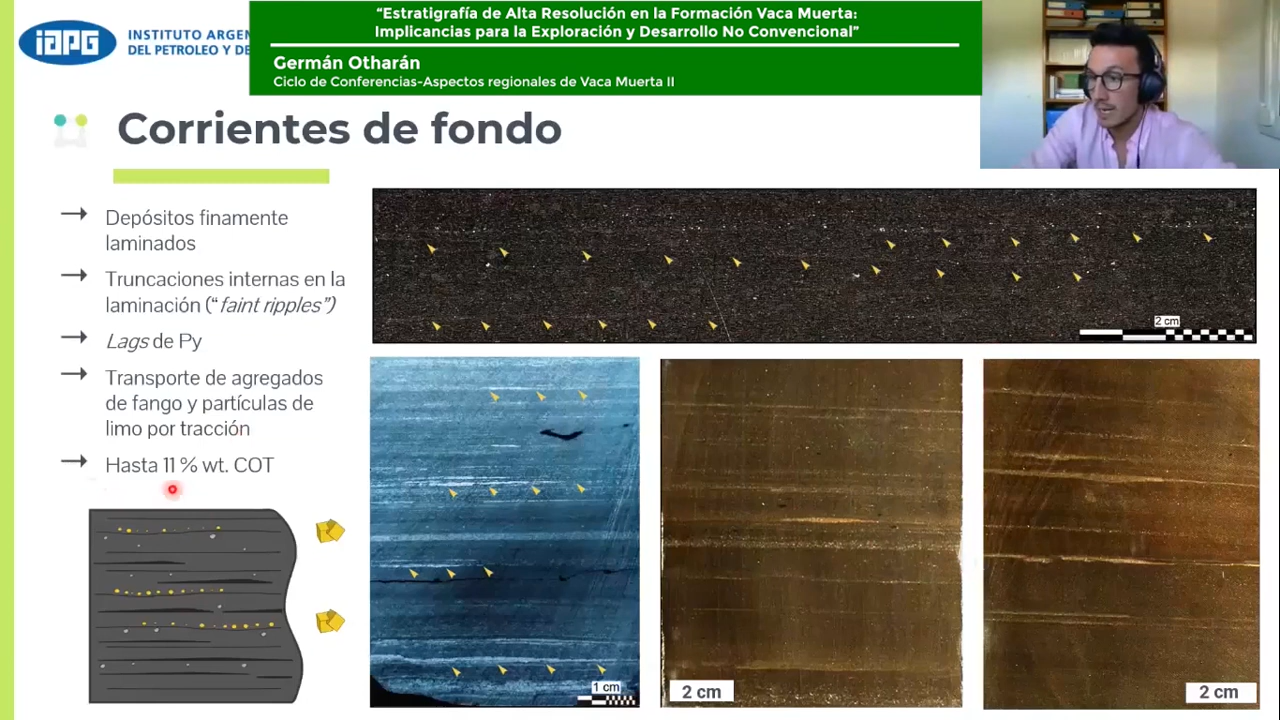 iAPG
INSTITUTO ARGEN
DEL PETROLEO Y DE
“Estratigrafía de Alta Resolución en la Formación Vaca Muerta:
Implicancias para la Exploración y Desarrollo No Convencional”
Germán Otharán
Ciclo de Conferencias-Aspectos regionales de Vaca Muerta II
Corrientes de fondo
Depósitos finamente
laminados
Truncaciones internas en la
laminación (“faint ripples”)
Lags de Py
Transporte de agregados
de fango y partículas de
limo por tracción
Hasta 11 % wt. COT
2 cm
1 cm
2 cm
2 cm